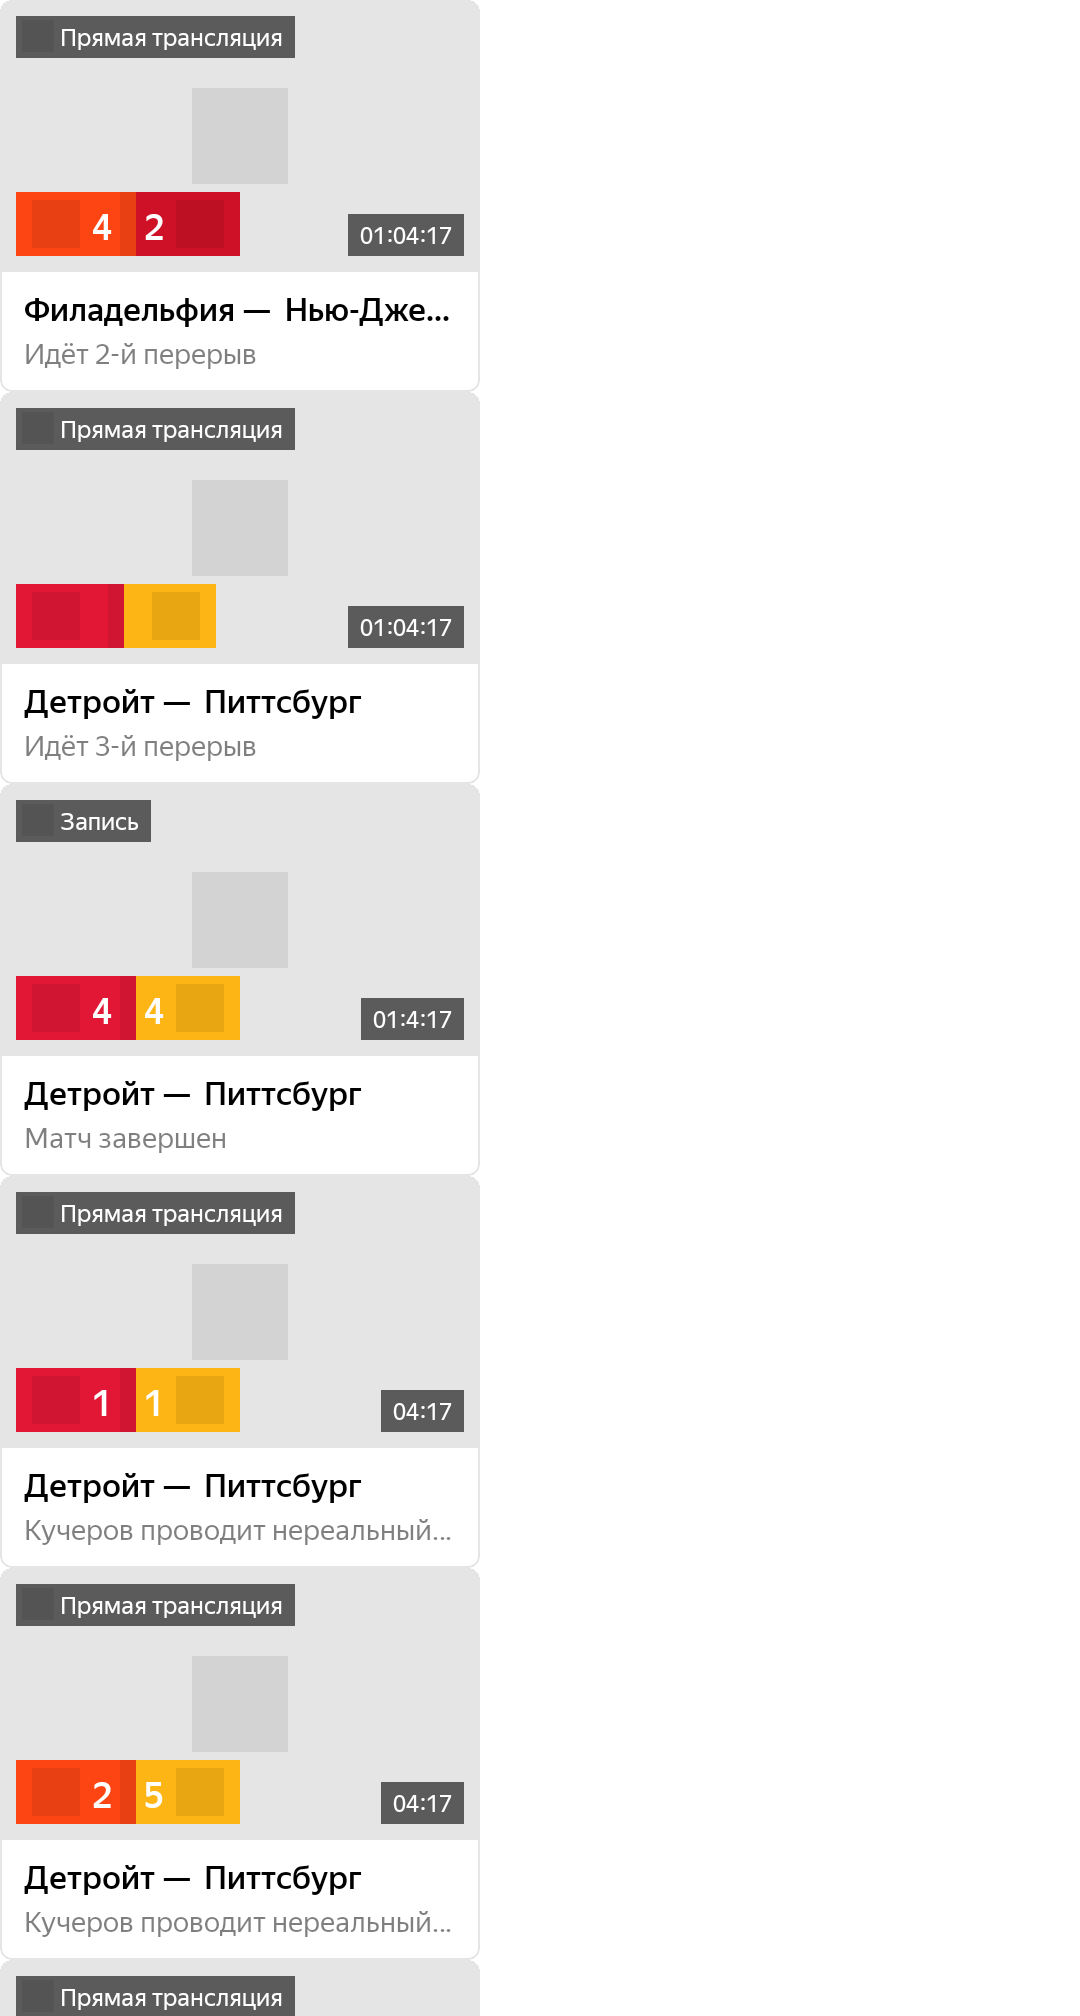 Прямая трансляция
4 2
01:04:17
Филадельфия — Нью-Дже...
Идёт 2-й перерыв
Прямая трансляция
01:04:17
Детройт — Питтсбург
Идёт 3-й перерыв
Запись
4 4
01:4:17
Детройт — Питтсбург
Матч завершен
Прямая трансляция
1 1
04:17
Детройт — Питтсбург
Кучеров проводит нереальный...
Прямая трансляция
2 5
04:17
Детройт — Питтсбург
Кучеров проводит нереальный...
Прямая трансляция